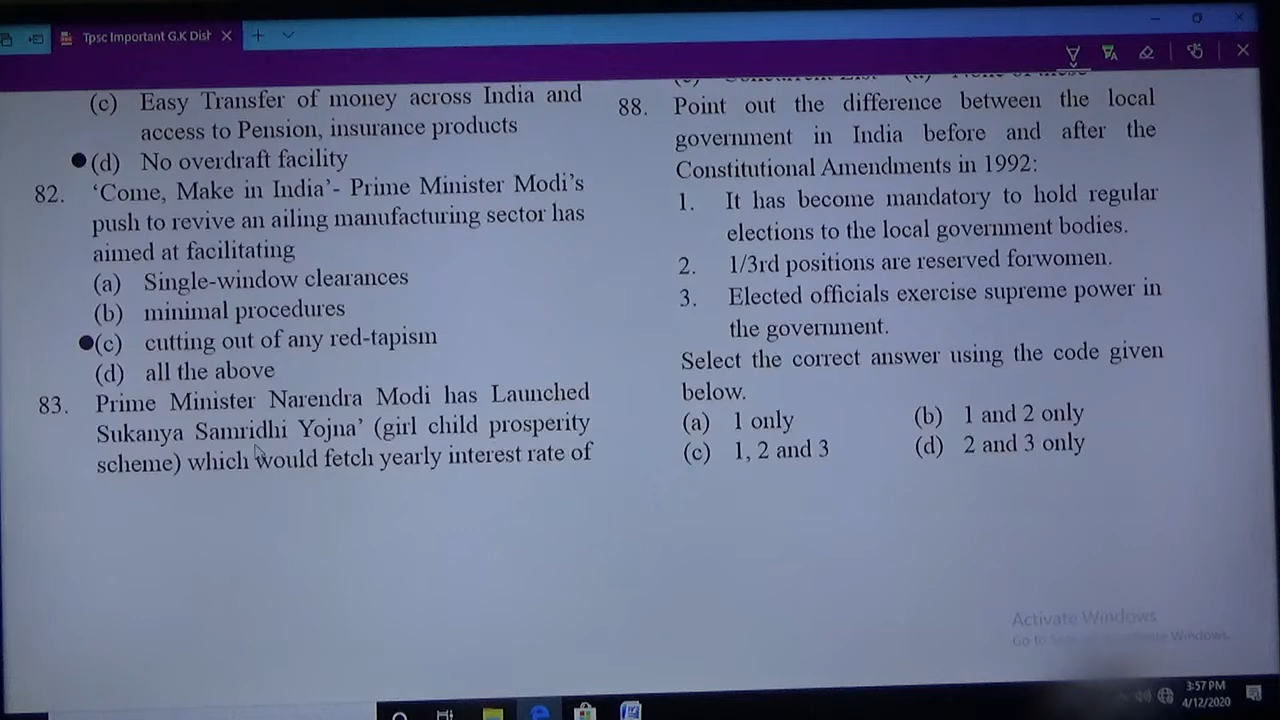 Tpsc Important G.K Dist
(c) Easy Transfer of money across India and
access to Pension, insurance products
(d) No overdraft facility
82. ‘Come, Make in India’- Prime Minister Modi’s
push to revive an ailing manufacturing sector has
aimed at facilitating
(a) Single-window clearances
(b) minimal procedures
(c) cutting out of any red-tapism
(d) all the above
83. Prime Minister Narendra Modi has Launched
Sukanya Samridhi Yojna’ (girl child prosperity
scheme) which would fetch yearly interest rate of
88. Point out the difference between the local
government in India before and after the
Constitutional Amendments in 1992:
1. It has become mandatory to hold regular
elections to the local government bodies.
2. 1/3rd positions are reserved forwomen.
3. Elected officials exercise supreme power in
the government.
Select the correct answer using the code given
below.
(a) 1 only (b) 1 and 2 only
(c) 1, 2 and 3 (d) 2 and 3 only
Activate Windows
Go to Windows.
3:57 PM
4/12/2020